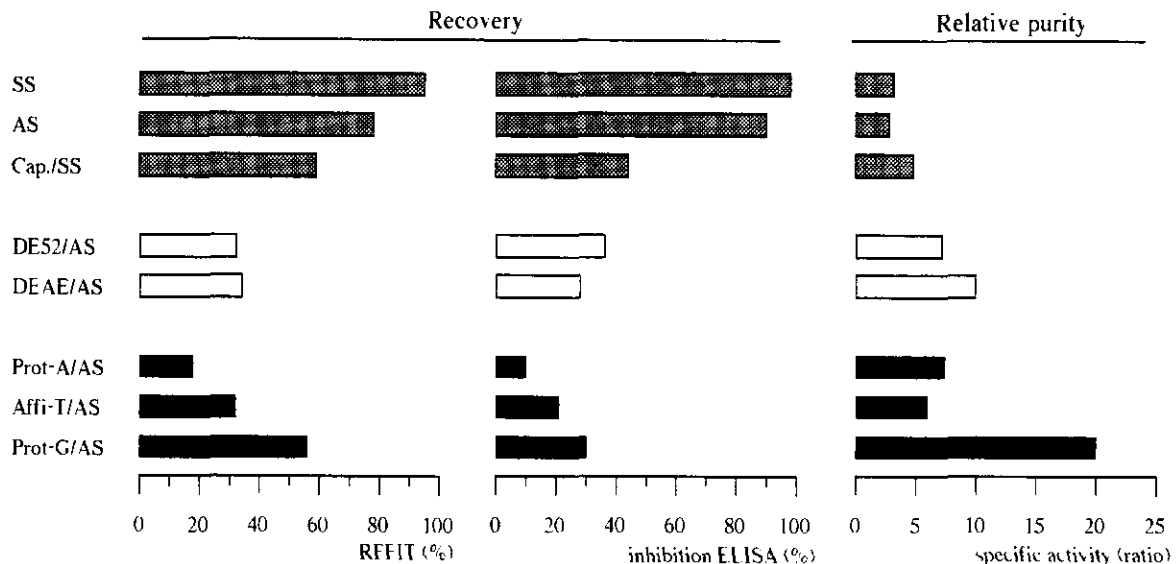 Recovery Relative purity
SS
AS
Cap./SS
DE52/AS
DEAE/AS
Prot-A/AS
Affi-T/AS
Prot-G/AS
0 20 40 60 80 100 0 20 40 60 80 100 0 5 10 15 20 25
RFFIT (%) inhibition ELISA (%) specific activity (ratio)